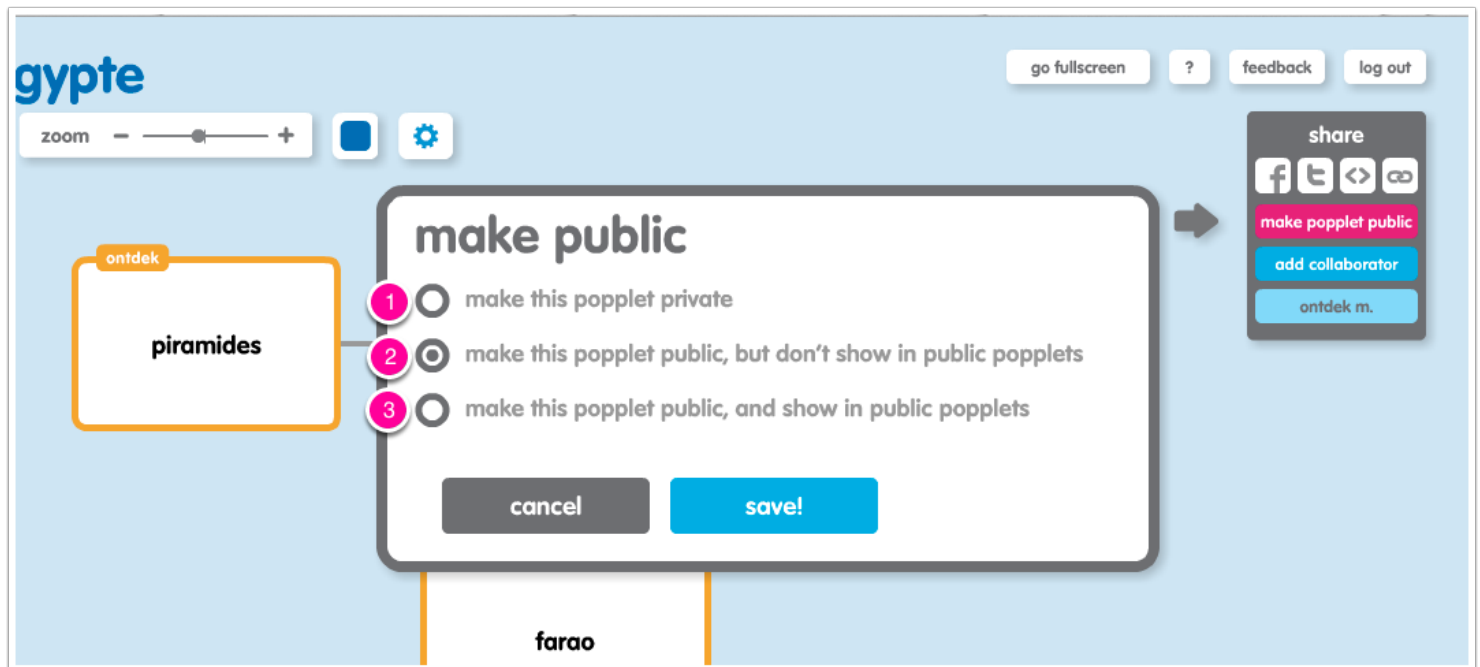 gypte
go fullscreen
?
feedback
log out
zoom
share
make popplet public
add collaborator
ontdek m.
ontdek
piramides
make public
1 make this popplet private
2 make this popplet public, but don't show in public popplets
3 make this popplet public, and show in public popplets
cancel
save!
farao